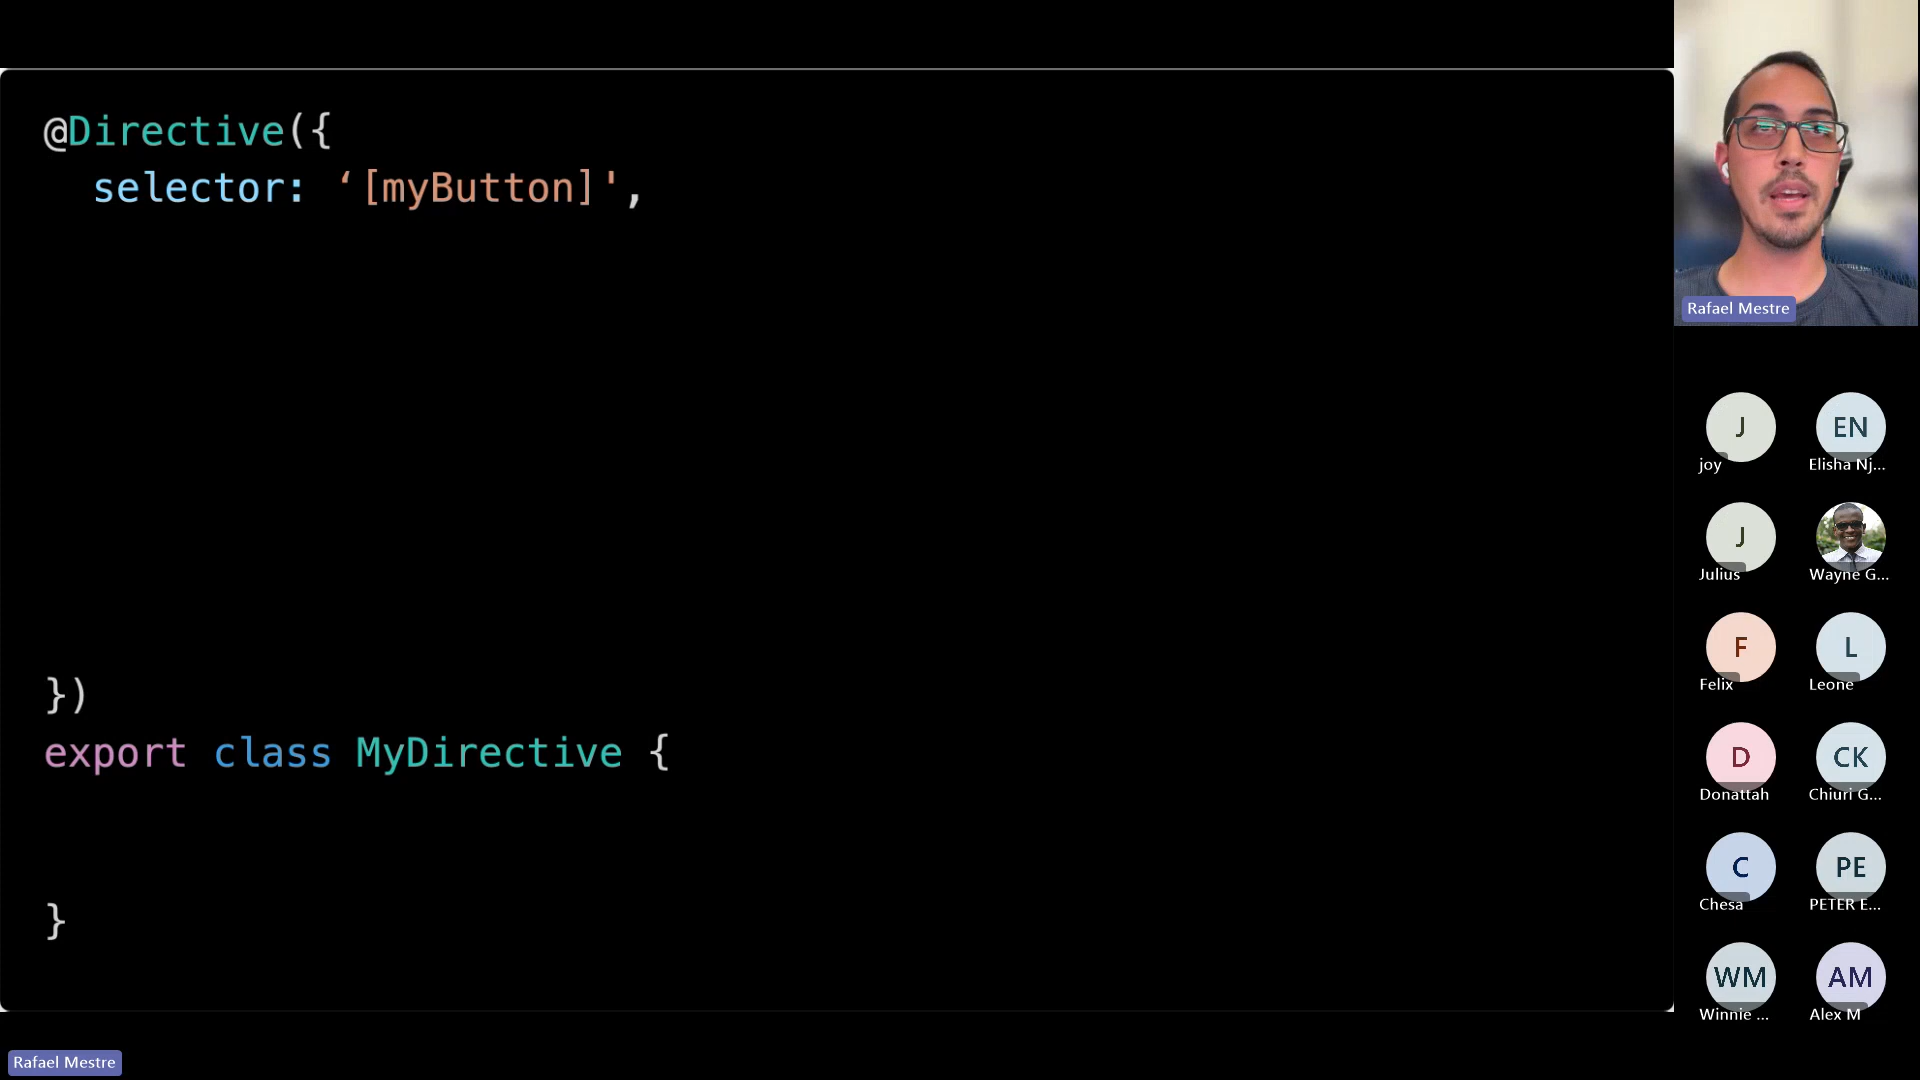 @Directive({
selector: ‘[myButton]',
})
export class MyDirective {
}
Rafael Mestre
joy
EN
Elisha Nj...
J
J
Julius
Wayne G...
F
Felix
L
Leone
D
Donattah
CK
Chiuri G...
C
Chesa
PE
PETER E...
WM
Winnie ...
AM
Alex M
Rafael Mestre